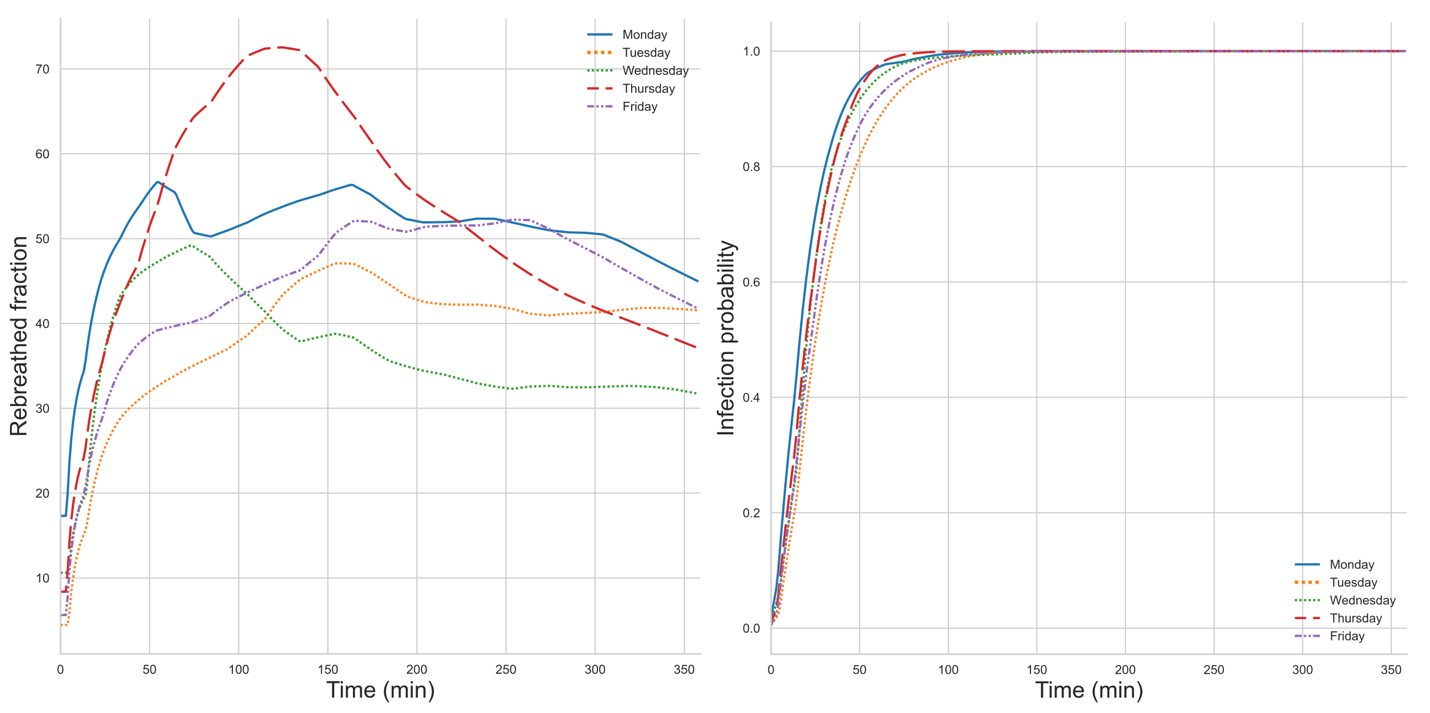 Rebreathed fraction
70
60
50
40
30
20
10
0 50 100 150 200 250 300 350
Time (min)
Monday
Tuesday
Wednesday
Thursday
Friday
Infection probability
1.0
0.8
0.6
0.4
0.2
0.0
0 50 100 150 200 250 300 350
Time (min)
Monday
Tuesday
Wednesday
Thursday
Friday